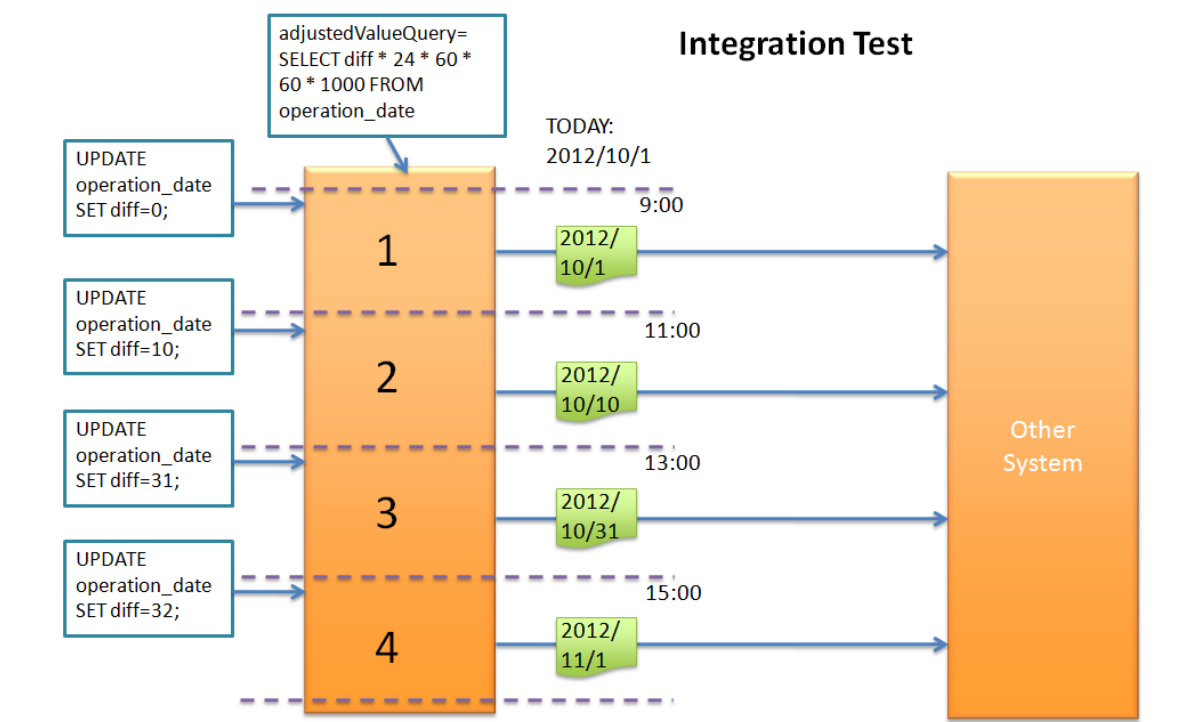 adjustedValueQuery=
SELECT diff * 24 * 60 *
60 * 1000 FROM
operation_date
Integration Test
TODAY:
2012/10/1
UPDATE
operation_date
SET diff=0;
9:00
1
2012/
10/1
UPDATE
operation_date
SET diff=10;
11:00
2
2012/
10/10
UPDATE
operation_date
SET diff=31;
13:00
3
2012/
10/31
UPDATE
operation_date
SET diff=32;
15:00
4
2012/
11/1
Other
System